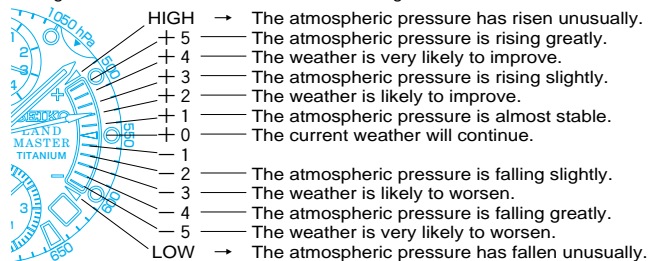 HIGH → The atmospheric pressure has risen unusually.
+ 5 The atmospheric pressure is rising greatly.
+ 4 The weather is very likely to improve.
+ 3 The atmospheric pressure is rising slightly.
+ 2 The weather is likely to improve.
+ 1 The atmospheric pressure is almost stable.
+ 0 The current weather will continue.
− 1
− 2 The atmospheric pressure is falling slightly.
− 3 The weather is likely to worsen.
− 4 The atmospheric pressure is falling greatly.
− 5 The weather is very likely to worsen.
LOW → The atmospheric pressure has fallen unusually.
1050 hPa
500
550
600
650
+
SEIKO
LAND
MASTER
TITANIUM
−
3
3